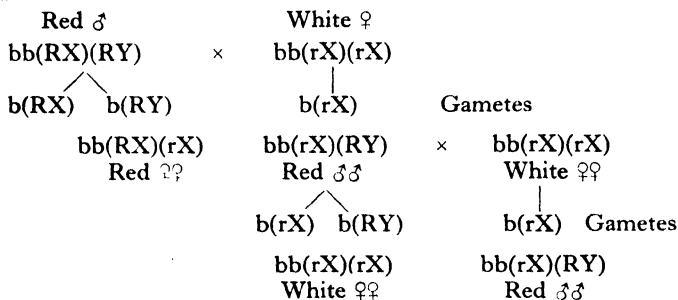 Red ♂ White ♀
bb(RX)(RY) × bb(rX)(rX)
b(RX) b(RY) b(rX) Gametes
bb(RX)(rX) bb(rX)(RY) × bb(rX)(rX)
Red ♀♀ Red ♂♂ White ♀♀
b(rX) b(RY) b(rX) Gametes
bb(rX)(rX) bb(rX)(RY)
White ♀♀ Red ♂♂